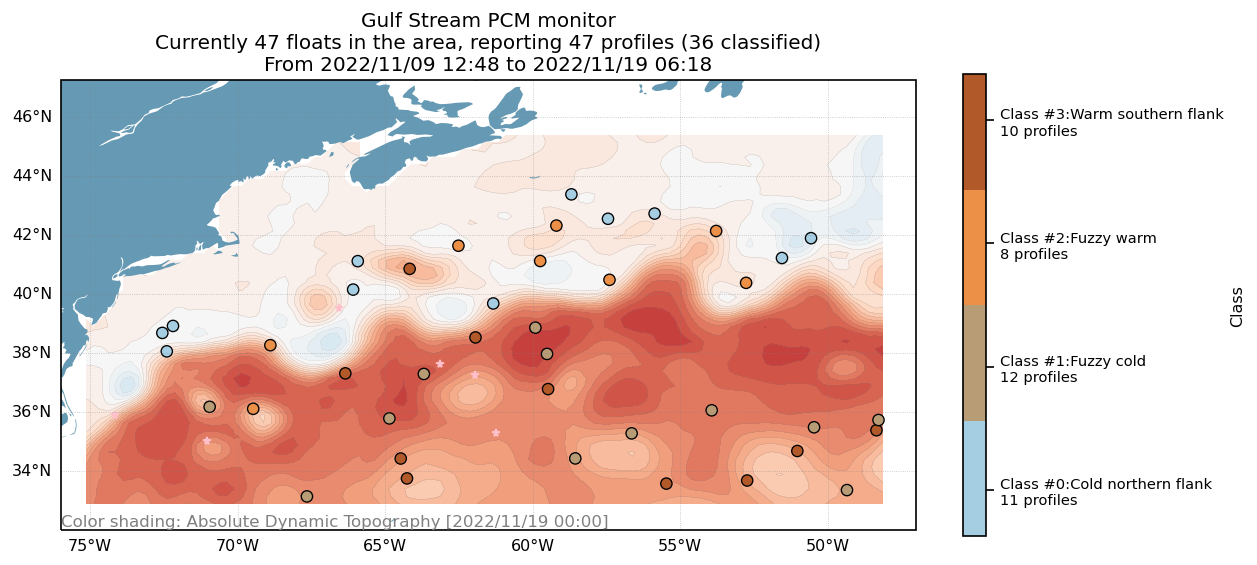 Gulf Stream PCM monitor
Currently 47 floats in the area, reporting 47 profiles (36 classified)
From 2022/11/09 12:48 to 2022/11/19 06:18
46°N
44°N
42°N
40°N
38°N
36°N
34°N
Color shading: Absolute Dynamic Topography [2022/11/19 00:00]
75°W
70°W
65°W
60°W
55°W
50°W
Class #3:Warm southern flank
10 profiles
Class #2:Fuzzy warm
8 profiles
Class #1:Fuzzy cold
12 profiles
Class #0:Cold northern flank
11 profiles
Class